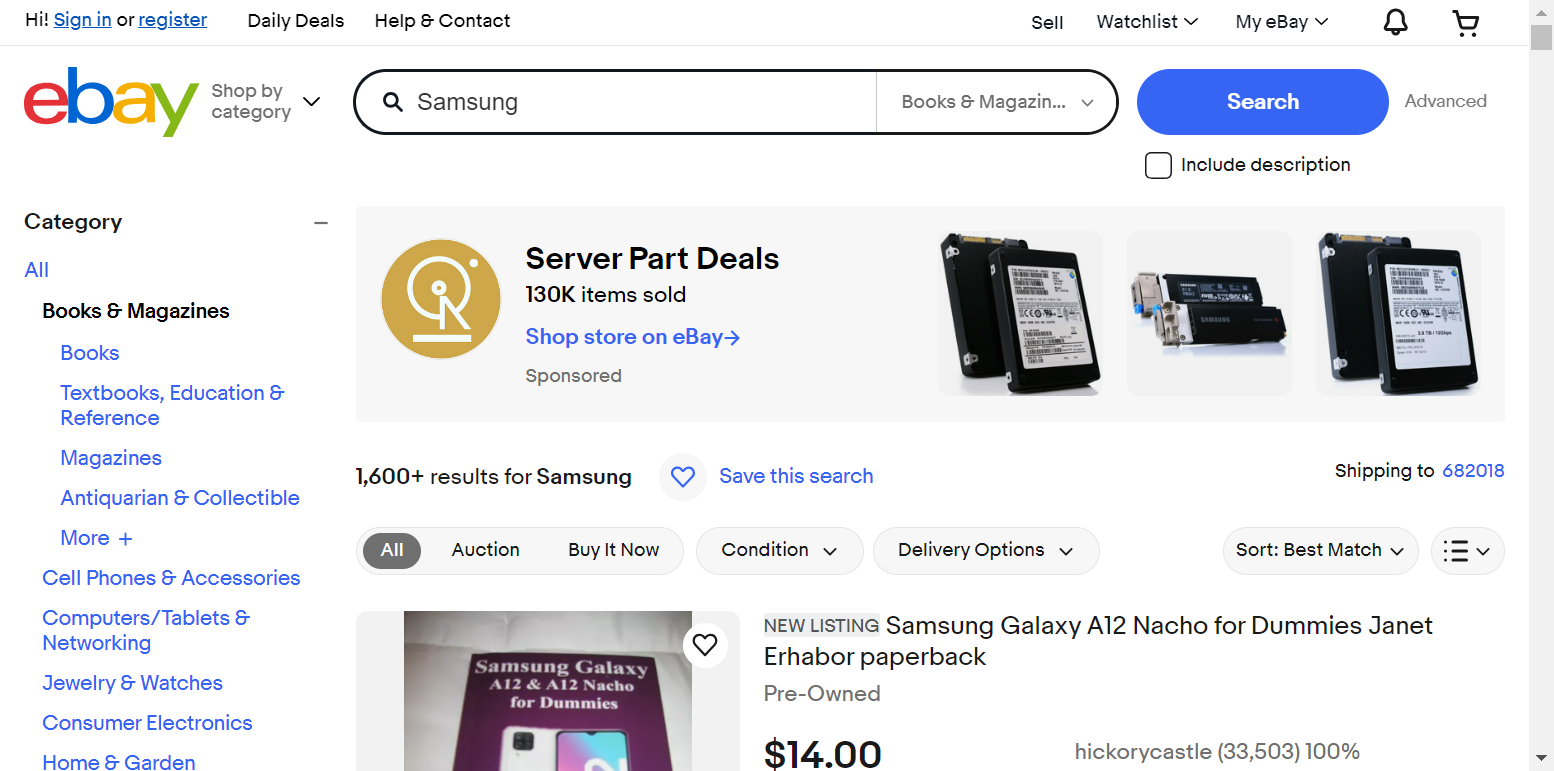 Hi! Sign in or register Daily Deals Help & Contact Sell Watchlist My eBay
ebay
Shop by
category
Samsung
Books & Magazin...
Search
Advanced
Include description
Category
All
Books & Magazines
Books
Textbooks, Education &
Reference
Magazines
Antiquarian & Collectible
More +
Cell Phones & Accessories
Computers/Tablets &
Networking
Jewelry & Watches
Consumer Electronics
Home & Garden
Server Part Deals
130K items sold
Shop store on eBay→
Sponsored
SAMSUNG
1,600+ results for Samsung
Save this search
Shipping to 682018
All Auction Buy It Now
Condition
Delivery Options
Sort: Best Match
Samsung Galaxy
A12 & A12 Nacho
for Dummies
NEW LISTING Samsung Galaxy A12 Nacho for Dummies Janet
Erhabor paperback
Pre-Owned
$14.00
hickorycastle (33,503) 100%